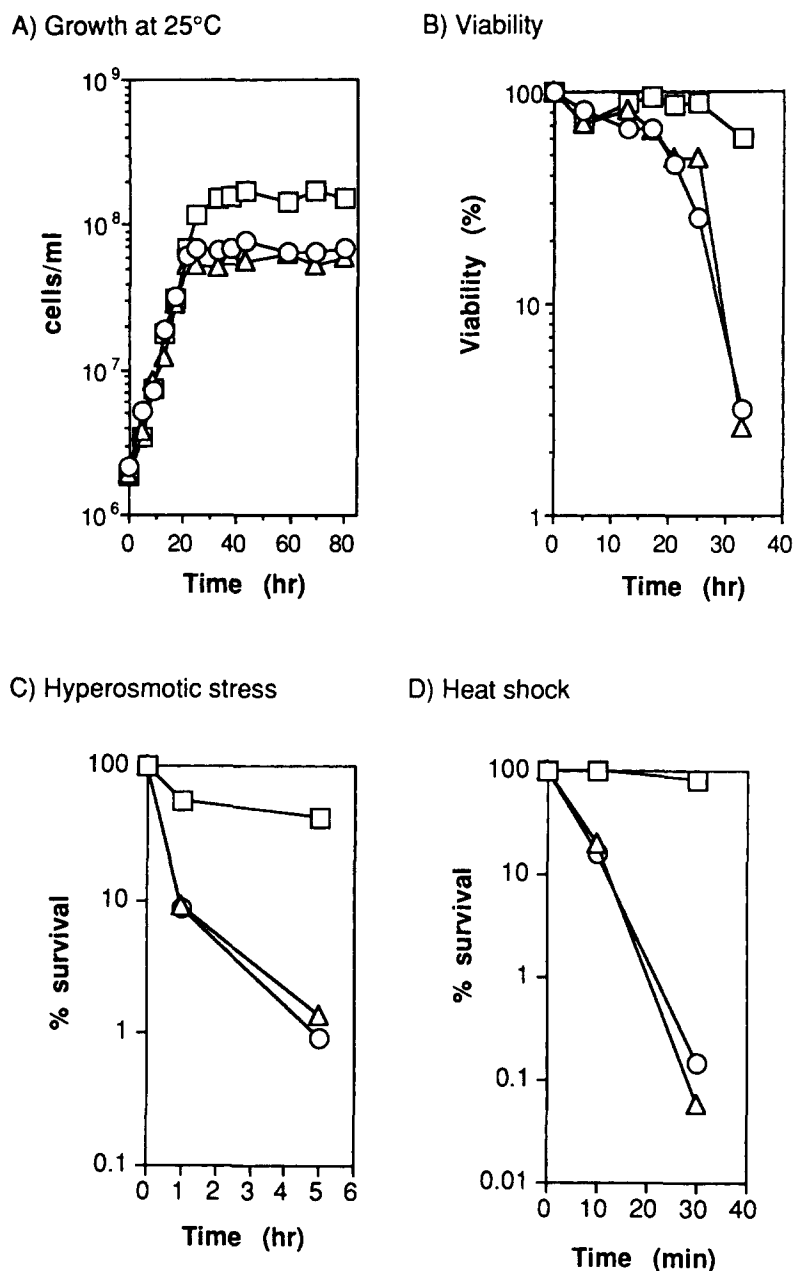 A) Growth at 25°C
10⁹
10⁸
10⁷
10⁶
cells/ml
0 20 40 60 80
Time (hr)
B) Viability
100
10
1
Viability (%)
0 10 20 30 40
Time (hr)
C) Hyperosmotic stress
100
10
1
0.1
% survival
0 1 2 3 4 5 6
Time (hr)
D) Heat shock
100
10
1
0.1
0.01
% survival
0 10 20 30 40
Time (min)